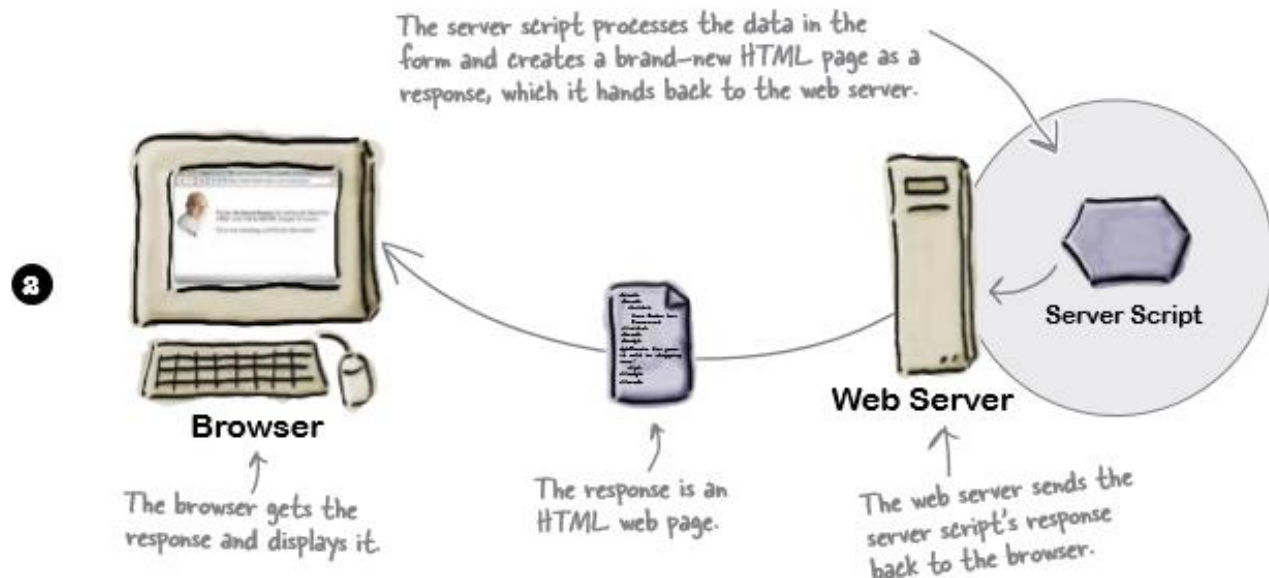 The server script processes the data in the
form and creates a brand-new HTML page as a
response, which it hands back to the web server.
2
Server Script
Web Server
Browser
The browser gets the
response and displays it.
The response is an
HTML web page.
The web server sends the
server script's response
back to the browser.